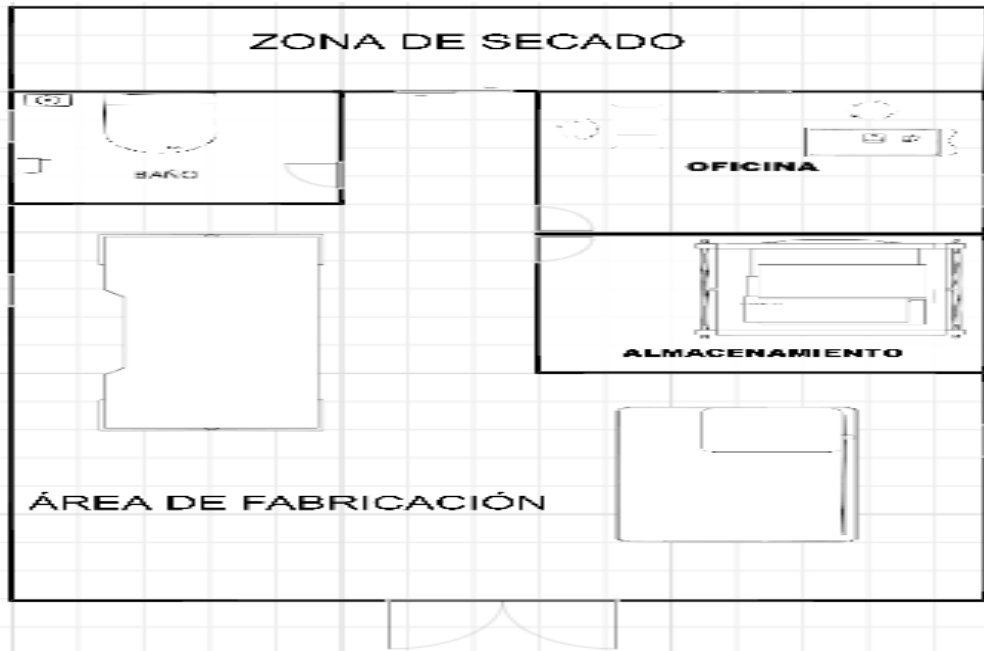 ZONA DE SECADO
BAÑO
OFICINA
ALMACENAMIENTO
ÁREA DE FABRICACIÓN